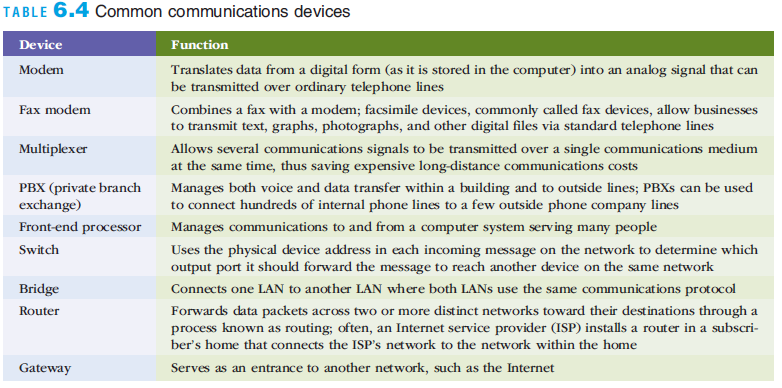 TABLE 6.4 Common communications devices
Device Function
Modem Translates data from a digital form (as it is stored in the computer) into an analog signal that can
be transmitted over ordinary telephone lines
Fax modem Combines a fax with a modem; facsimile devices, commonly called fax devices, allow businesses
to transmit text, graphs, photographs, and other digital files via standard telephone lines
Multiplexer Allows several communications signals to be transmitted over a single communications medium
at the same time, thus saving expensive long-distance communications costs
PBX (private branch Manages both voice and data transfer within a building and to outside lines; PBXs can be used
exchange) to connect hundreds of internal phone lines to a few outside phone company lines
Front-end processor Manages communications to and from a computer system serving many people
Switch Uses the physical device address in each incoming message on the network to determine which
output port it should forward the message to reach another device on the same network
Bridge Connects one LAN to another LAN where both LANs use the same communications protocol
Router Forwards data packets across two or more distinct networks toward their destinations through a
process known as routing; often, an Internet service provider (ISP) installs a router in a subscri-
ber's home that connects the ISP's network to the network within the home
Gateway Serves as an entrance to another network, such as the Internet